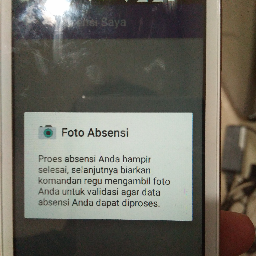 Absensi Saya
Foto Absensi
Proes absensi Anda hampir
selesai, selanjutnya biarkan
komandan regu mengambil foto
Anda untuk validasi agar data
absensi Anda dapat diproses.